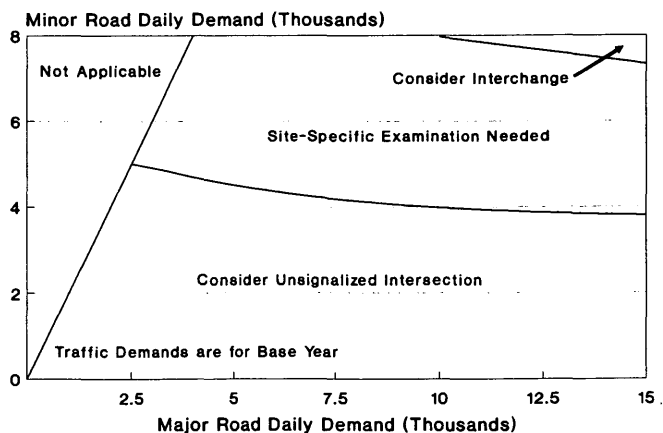 Minor Road Daily Demand (Thousands)
8
Not Applicable
Consider Interchange
6
Site-Specific Examination Needed
4
Consider Unsignalized Intersection
2
Traffic Demands are for Base Year
0
2.5 5 7.5 10 12.5 15
Major Road Daily Demand (Thousands)